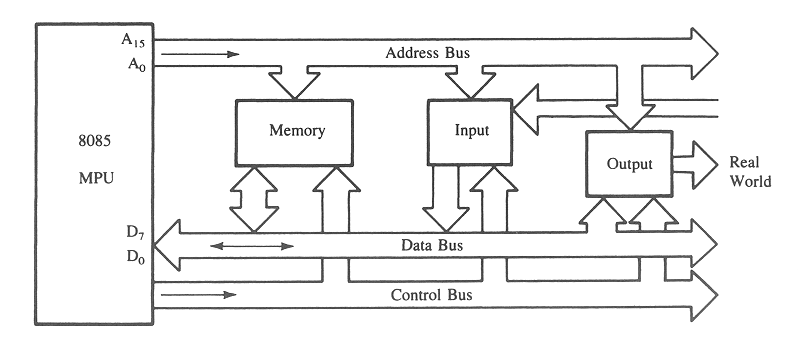 A15
Address Bus
A0
8085
MPU
Memory
Input
Output
Real
World
D7
D0
Data Bus
Control Bus